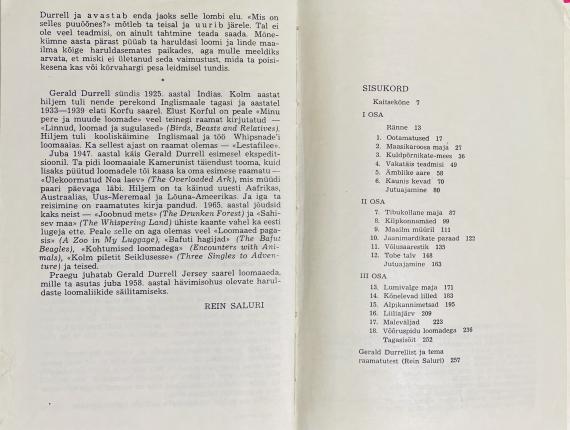 Durrell ja avastab enda jaoks selle lombi elu. «Mis on
selles puuõõnes?» mõtleb ta teisal ja uurib järele. Tal ei
ole veel teadmisi, on ainult tahtmine teada saada. Mõne-
kümne aasta pärast püüab ta haruldasi loomi ja linde maa-
ilma kõige haruldasemates paikades, aga mulle meeldiks
arvata, et miski ei ületanud seda vaimustust, mida ta poisi-
kesena kas või kõrvahargi pesa leidmisel tundis.
*
Gerald Durrell sündis 1925. aastal Indias. Kolm aastat
hiljem tuli nende perekond Inglismaale tagasi ja aastatel
1933—1939 elati Korfu saarel. Elust Korful on peale «Minu
pere ja muude loomade» veel teinegi raamat kirjutatud —
«Linnud, loomad ja sugulased» (Birds, Beasts and Relatives).
Hiljem tuli kooliskäimine Inglismaal ja töö Whipsnade'i
loomaaias. Ka sellest ajast on raamat olemas — «Lestafilee».
Juba 1947. aastal käis Gerald Durrell esimesel ekspedit-
sioonil. Ta pidi loomaaiale Kamerunist täiendust tooma, kuid
lisaks püütud loomadele tõi kaasa ka oma esimese raamatu —
«Ülekoormatud Noa laev» (The Overloaded Ark), mis müüdi
paari päevaga läbi. Hiljem on ta käinud uuesti Aafrikas,
Austraalias, Uus-Meremaal ja Lõuna-Ameerikas. Ja iga ta
reisimine on raamatutes kirja pandud. 1965. aastal jõudsid
kaks neist — «Joobnud mets» (The Drunken Forest) ja «Sahi-
sev maa» (The Whispering Land) ühiste kaante vahel ka eesti
lugeja ette. Peale selle on aga olemas veel «Loomaaed paga-
sis» (A Zoo in My Luggage), «Bafuti hagijad» (The Bafut
Beagles), «Kohtumised loomadega» (Encounters with Ani-
mals), «Kolm piletit Seiklusesse» (Three Singles to Adven-
ture) ja teised.
Praegu juhatab Gerald Durrell Jersey saarel loomaaeda,
mille ta asutas juba 1958. aastal hävimisohus olevate harul-
daste loomaliikide säilitamiseks.
REIN SALURI
SISUKORD
Kaitsekõne 7
I OSA
Ränne 13
1. Ootamatused 17
2. Maasikaroosa maja 27
3. Kuldpõrnikate-mees 36
4. Vakatäis teadmisi 49
5. Ämblike aare 58
6. Kaunis kevad 70
Jutuajamine 80
II OSA
7. Tibukollane maja 87
8. Kilpkonnamäed 99
9. Maailm müüril 111
10. Jaanimardikate paraad 122
11. Võlusaarestik 135
12. Tobe talv 148
Jutuajamine 163
III OSA
13. Lumivalge maja 171
14. Kõnelevad lilled 183
15. Alpikannimetsad 195
16. Liiliajärv 209
17. Maleväljad 223
18. Võõruspidu loomadega 236
Tagasisõit 252
Gerald Durrellist ja tema
raamatutest (Rein Saluri) 257